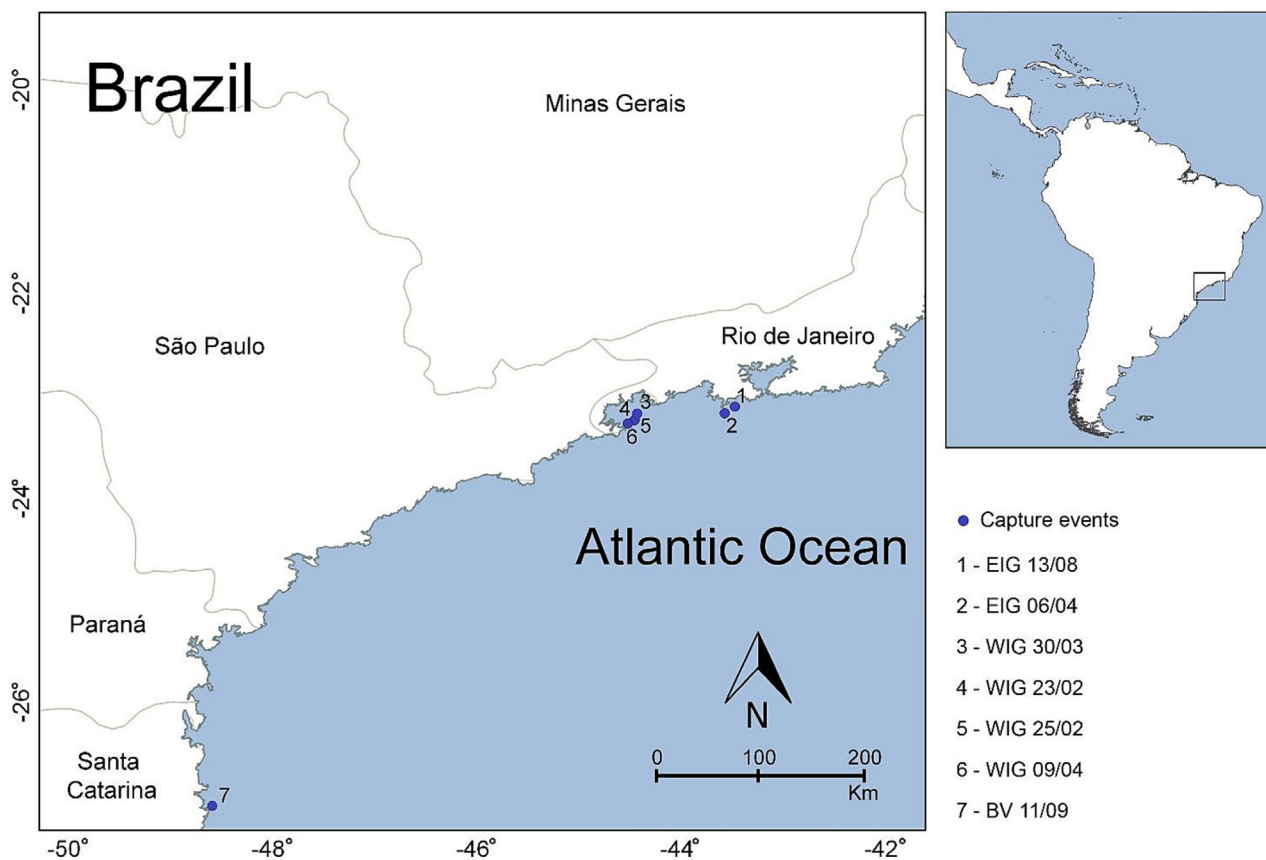 Brazil
Minas Gerais
São Paulo
Rio de Janeiro
Paraná
Santa
Catarina
Atlantic Ocean
1
2
3
4
5
6
7
N
0 100 200
Km
-20°
-22°
-24°
-26°
-50° -48° -46° -44° -42°
Capture events
1 - EIG 13/08
2 - EIG 06/04
3 - WIG 30/03
4 - WIG 23/02
5 - WIG 25/02
6 - WIG 09/04
7 - BV 11/09